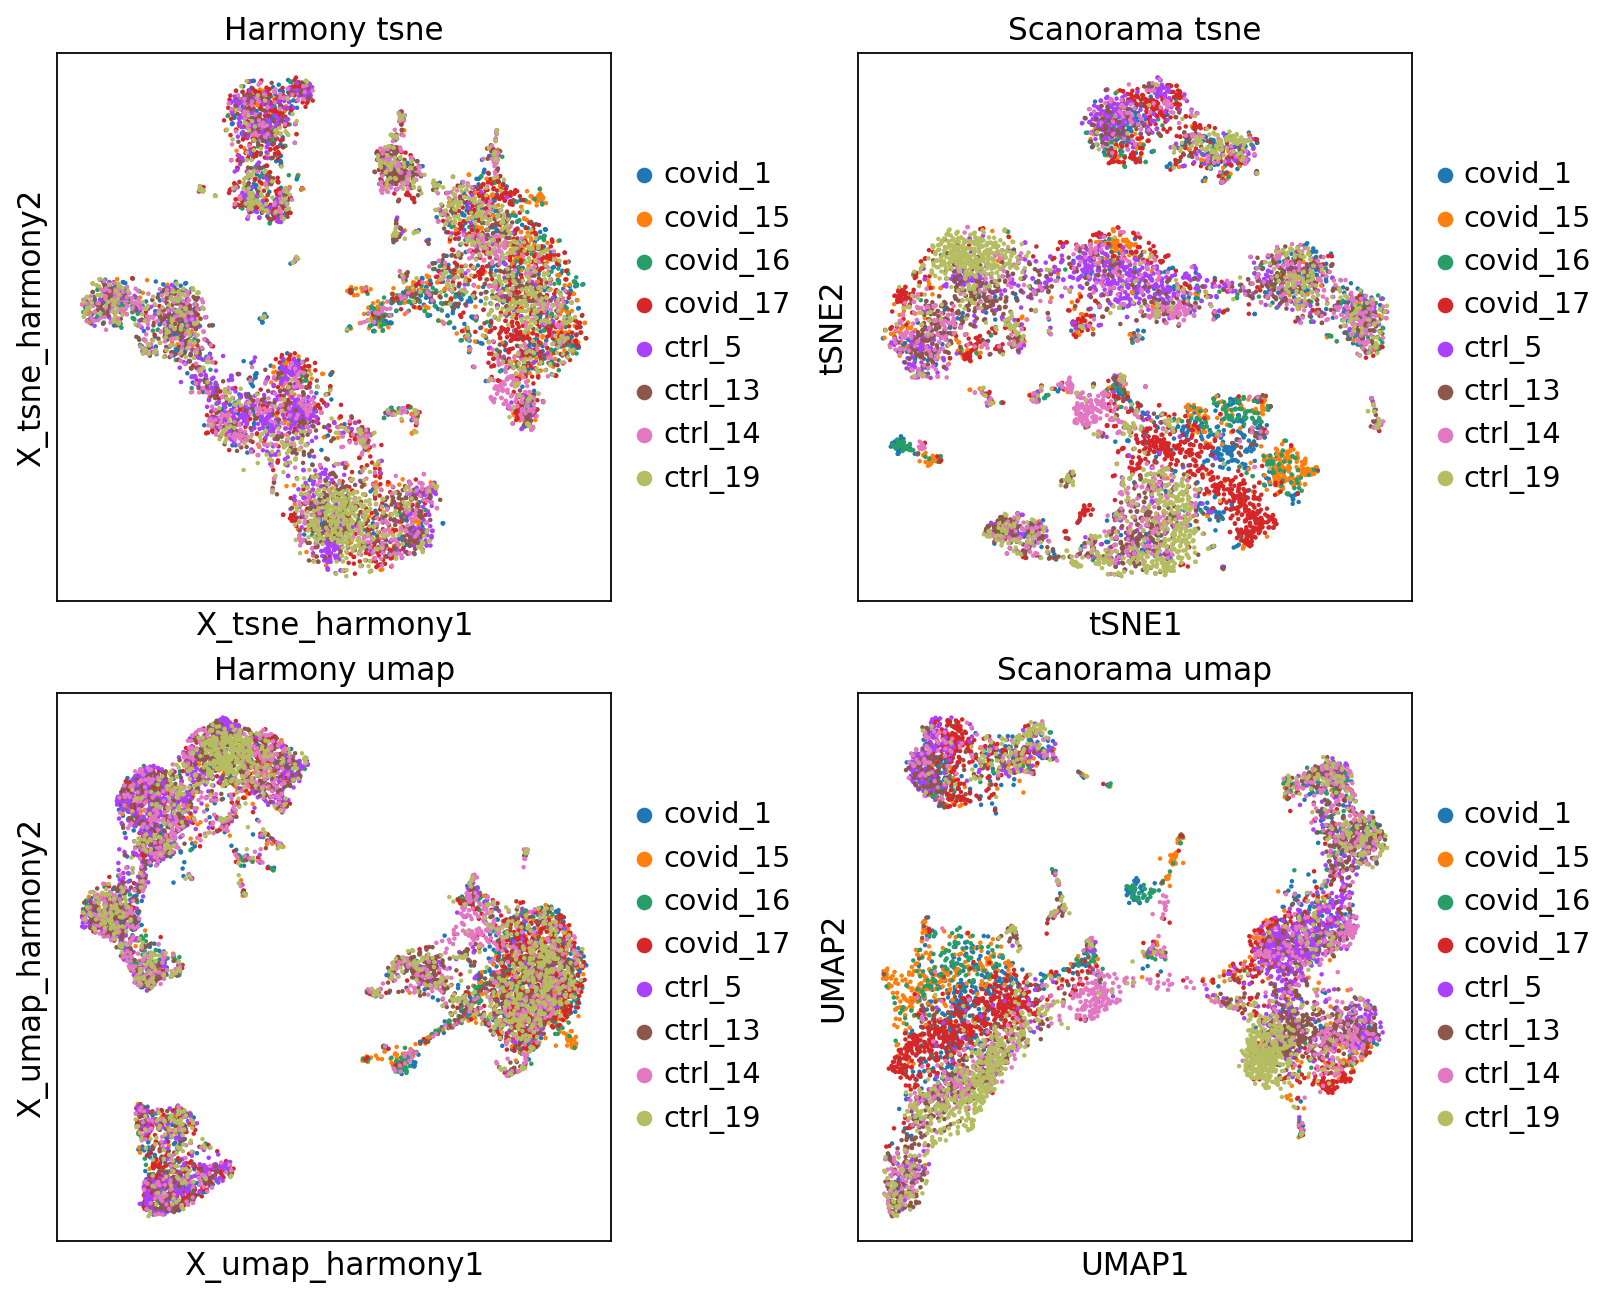 Harmony tsne
X_tsne_harmony2
X_tsne_harmony1
covid_1
covid_15
covid_16
covid_17
ctrl_5
ctrl_13
ctrl_14
ctrl_19
Scanorama tsne
tSNE2
tSNE1
covid_1
covid_15
covid_16
covid_17
ctrl_5
ctrl_13
ctrl_14
ctrl_19
Harmony umap
X_umap_harmony2
X_umap_harmony1
covid_1
covid_15
covid_16
covid_17
ctrl_5
ctrl_13
ctrl_14
ctrl_19
Scanorama umap
UMAP2
UMAP1
covid_1
covid_15
covid_16
covid_17
ctrl_5
ctrl_13
ctrl_14
ctrl_19